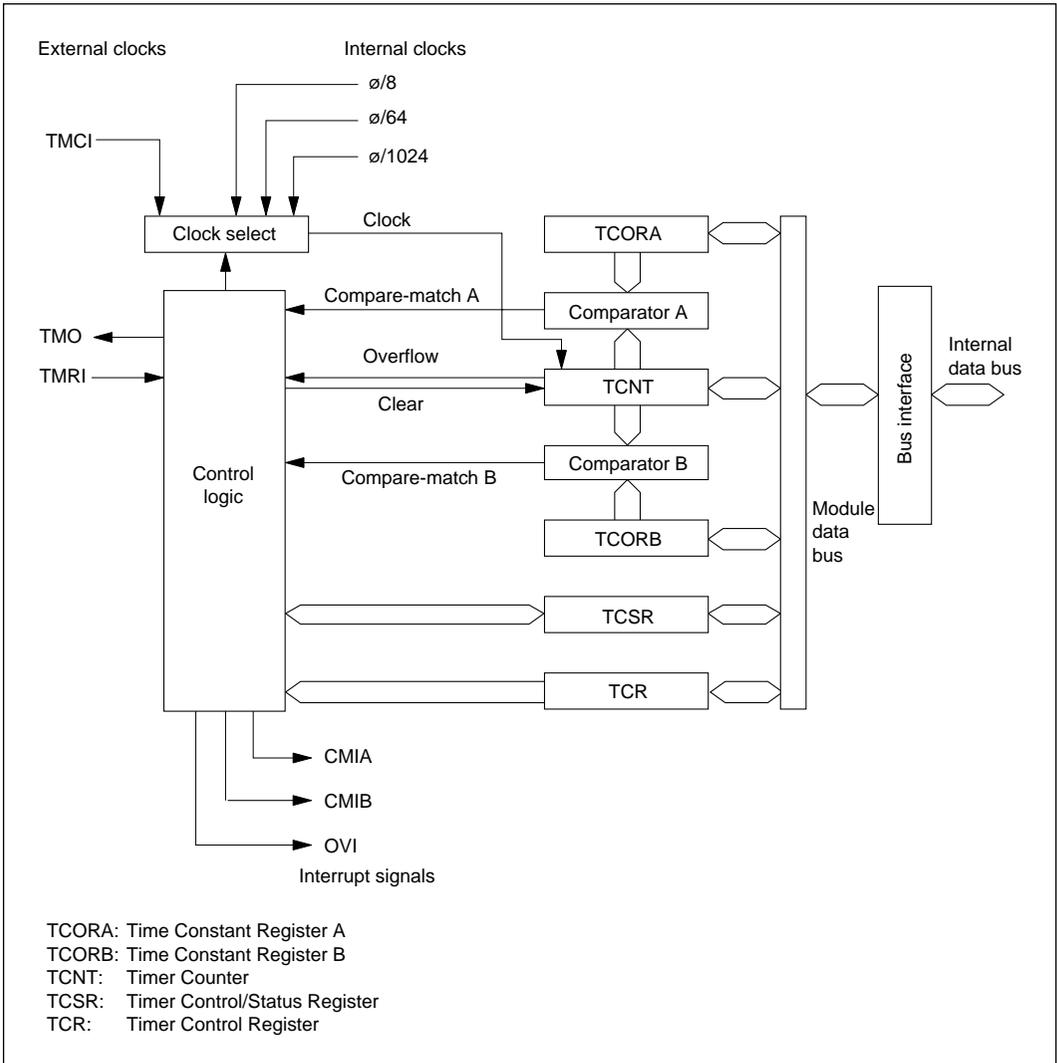 External clocks
Internal clocks
ø/8
ø/64
TMCI
ø/1024
Clock select
Clock
TCORA
Compare-match A
Comparator A
TMO
Overflow
Internal
data bus
TMRI
TCNT
Clear
Bus interface
Control
logic
Compare-match B
Comparator B
Module
data
bus
TCORB
TCSR
TCR
CMIA
CMIB
OVI
Interrupt signals
TCORA: Time Constant Register A
TCORB: Time Constant Register B
TCNT: Timer Counter
TCSR: Timer Control/Status Register
TCR: Timer Control Register